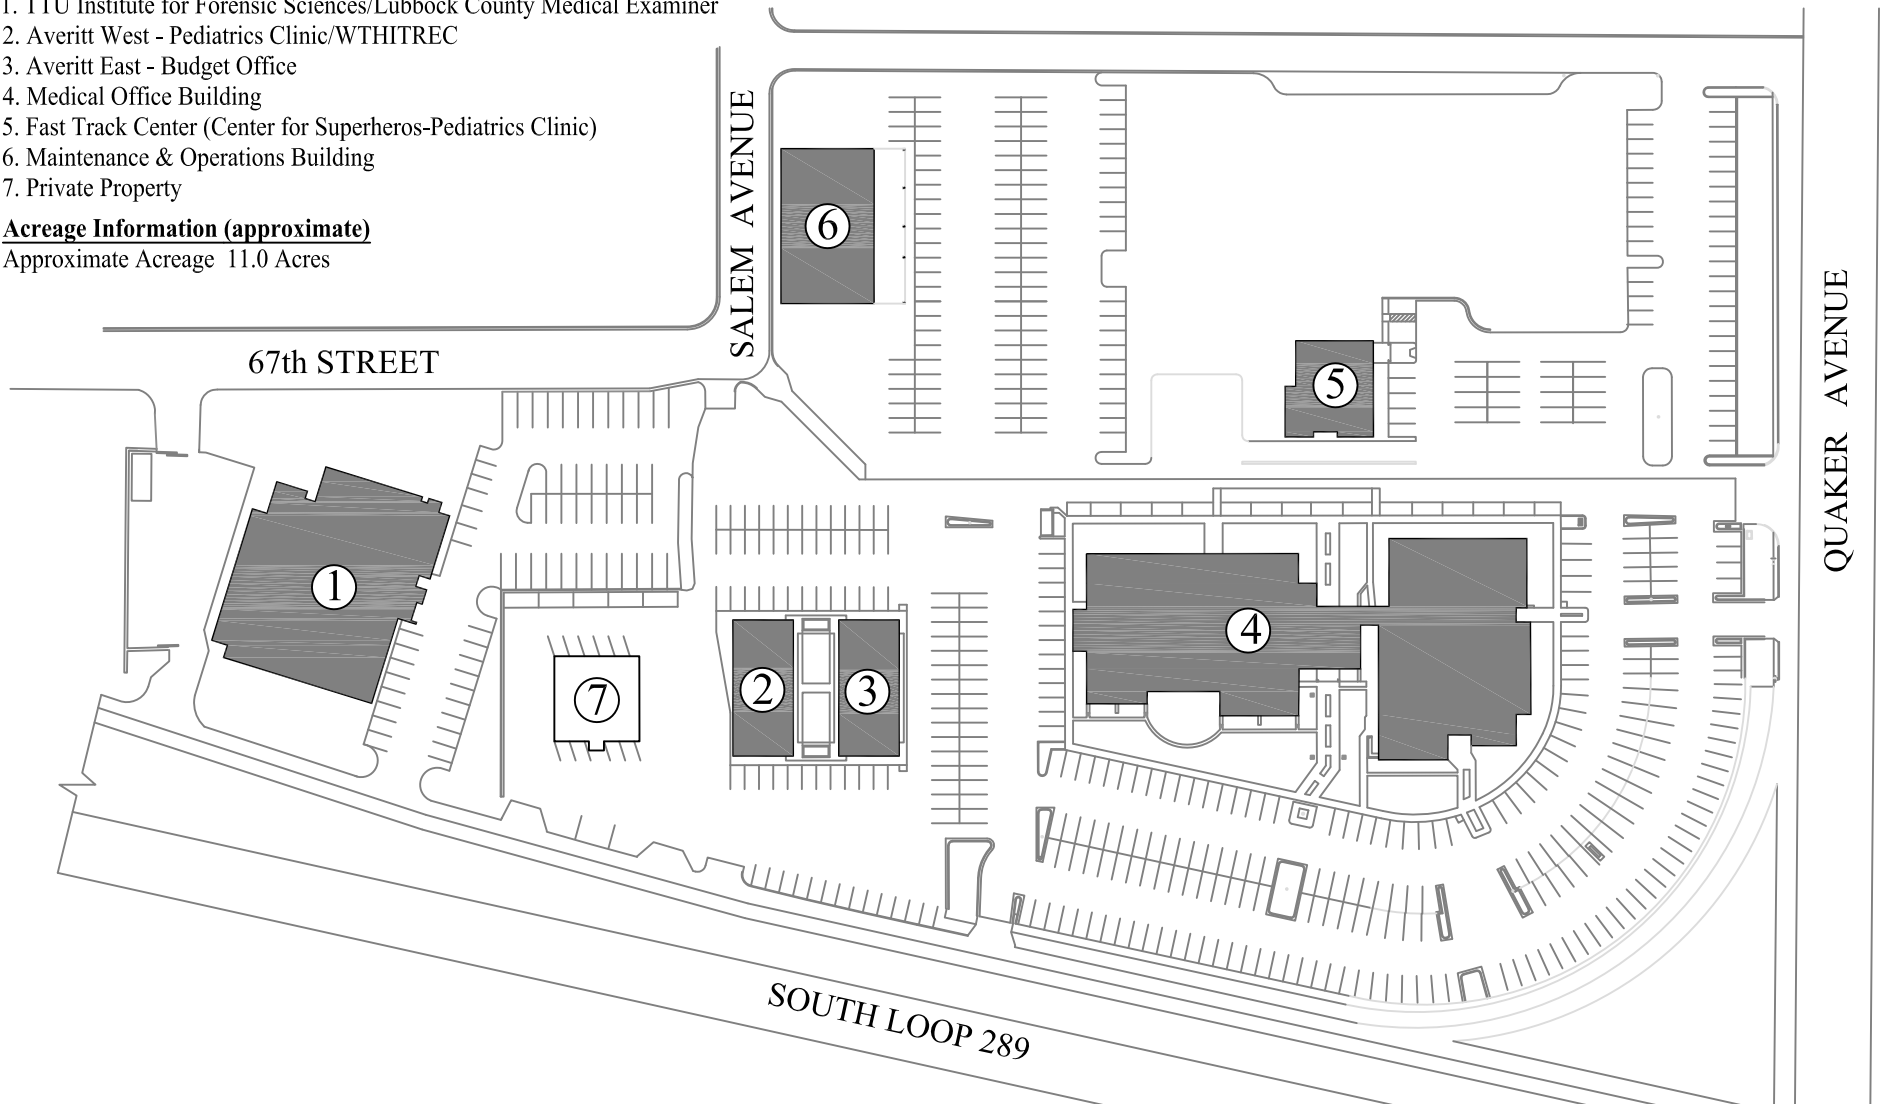 1. TTU Institute for Forensic Sciences/Lubbock County Medical Examiner
2. Averitt West - Pediatrics Clinic/WTHITREC
3. Averitt East - Budget Office
4. Medical Office Building
5. Fast Track Center (Center for Superheros-Pediatrics Clinic)
6. Maintenance & Operations Building
7. Private Property
Acreage Information (approximate)
Approximate Acreage 11.0 Acres
SALEM AVENUE
6
67th STREET
5
QUAKER AVENUE
1
4
7
2
3
SOUTH LOOP 289